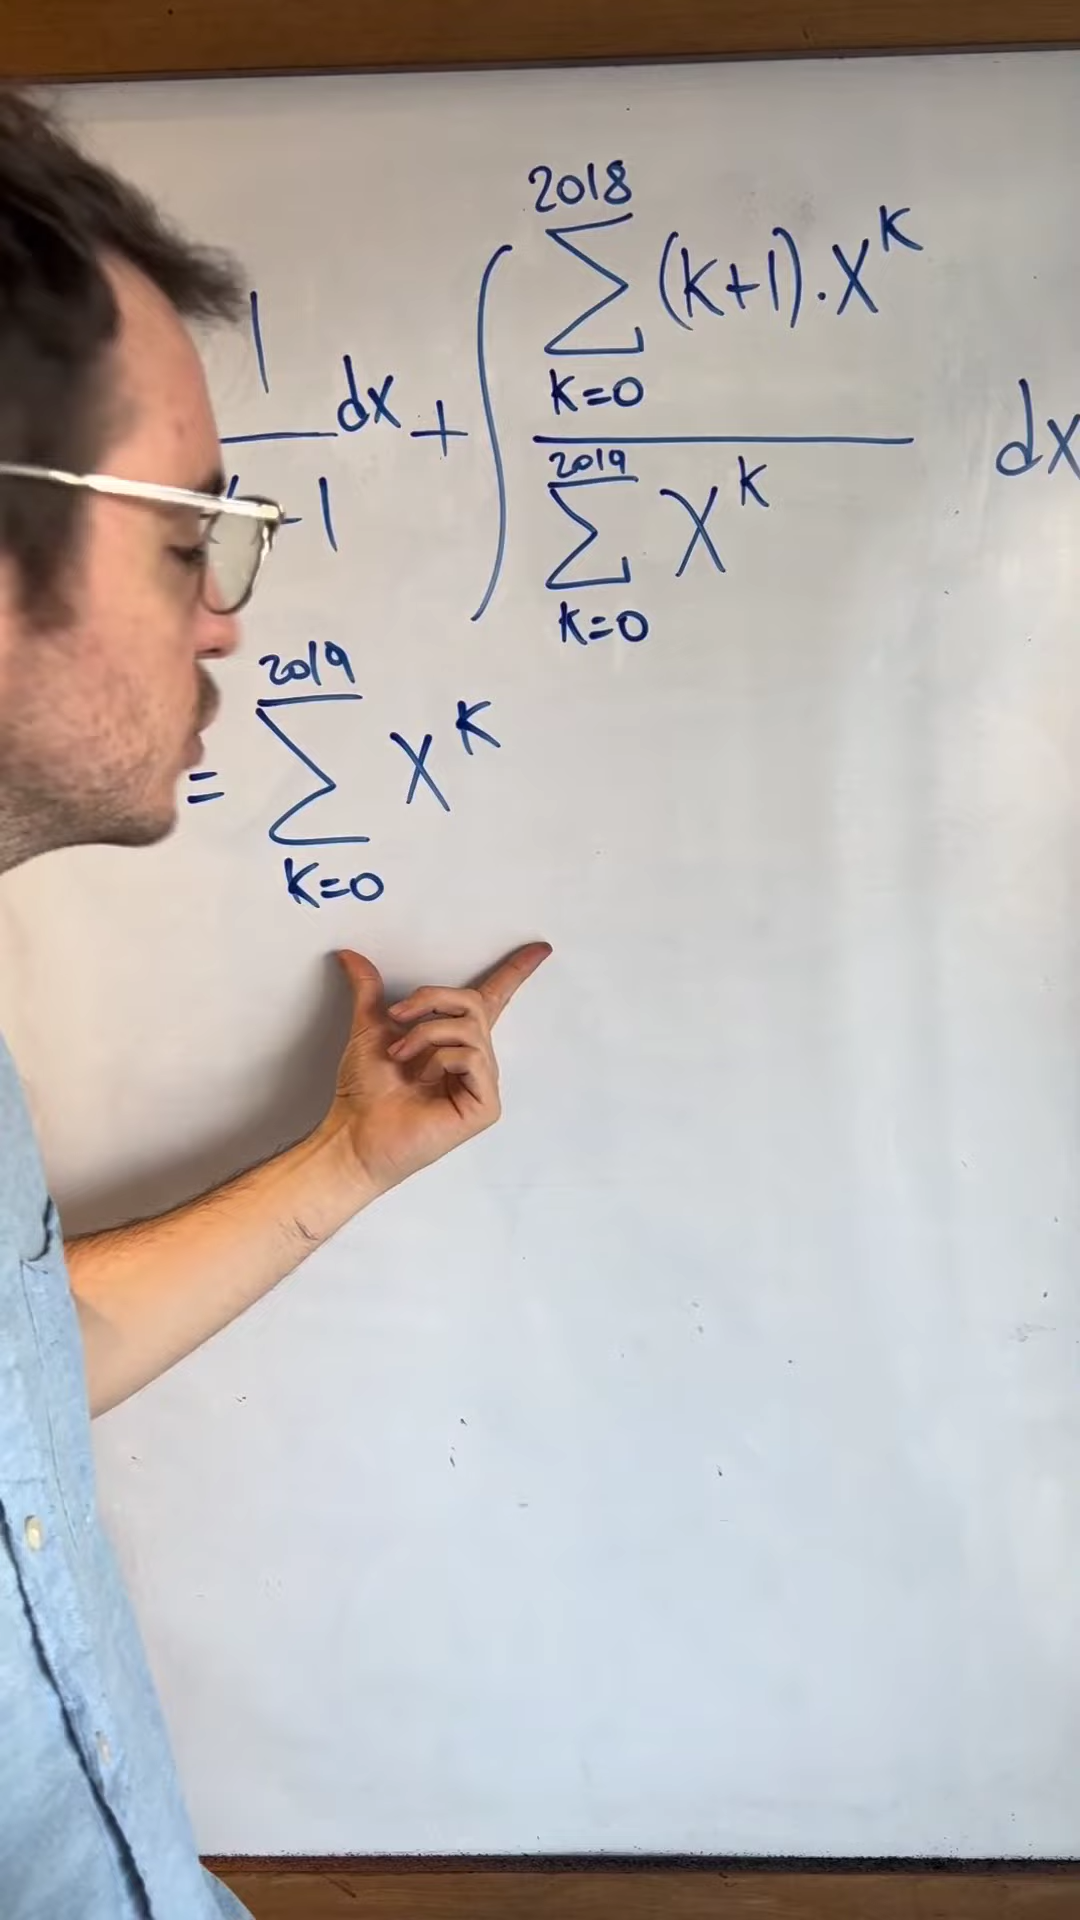 1/-1 dx + ∫ (2018 Σ k=0 (k+1)·x^k) / (2019 Σ k=0 x^k) dx
= 2019 Σ k=0 x^k